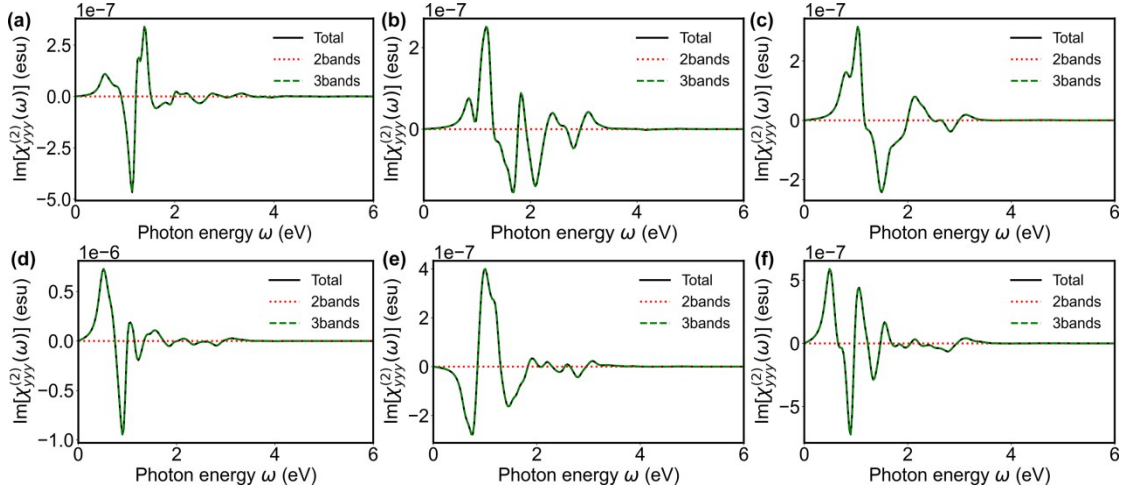 (a) 1e−7
Im[χ(2)yyy(ω)] (esu)
2.5
0.0
−2.5
−5.0
0 2 4 6
Photon energy ω (eV)
Total
2bands
3bands
(b) 1e−7
Im[χ(2)yyy(ω)] (esu)
2
0
0 2 4 6
Photon energy ω (eV)
Total
2bands
3bands
(c) 1e−7
Im[χ(2)yyy(ω)] (esu)
2
0
−2
0 2 4 6
Photon energy ω (eV)
Total
2bands
3bands
(d) 1e−6
Im[χ(2)yyy(ω)] (esu)
0.5
0.0
−0.5
−1.0
0 2 4 6
Photon energy ω (eV)
Total
2bands
3bands
(e) 1e−7
Im[χ(2)yyy(ω)] (esu)
4
2
0
−2
0 2 4 6
Photon energy ω (eV)
Total
2bands
3bands
(f) 1e−7
Im[χ(2)yyy(ω)] (esu)
5
0
−5
0 2 4 6
Photon energy ω (eV)
Total
2bands
3bands